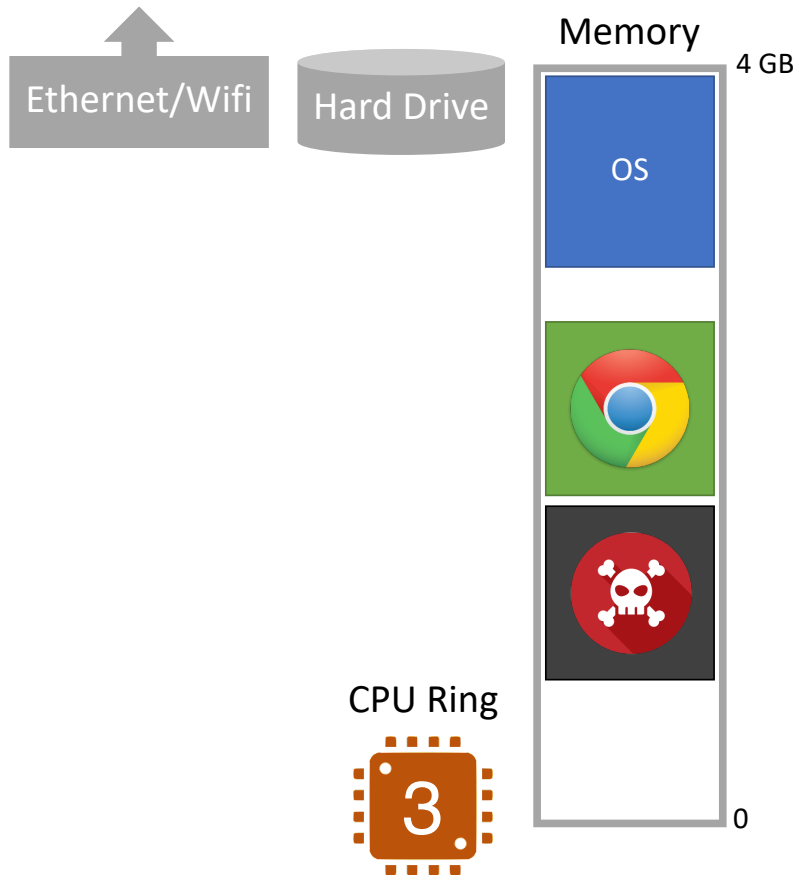 Memory
4 GB
Ethernet/Wifi
Hard Drive
OS
CPU Ring
3
0